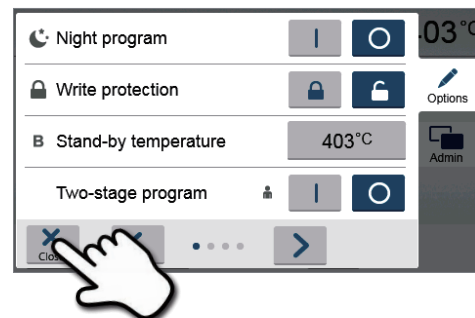 Night program
03°C
Write protection
Options
B Stand-by temperature 403°C
Admin
Two-stage program
Clos